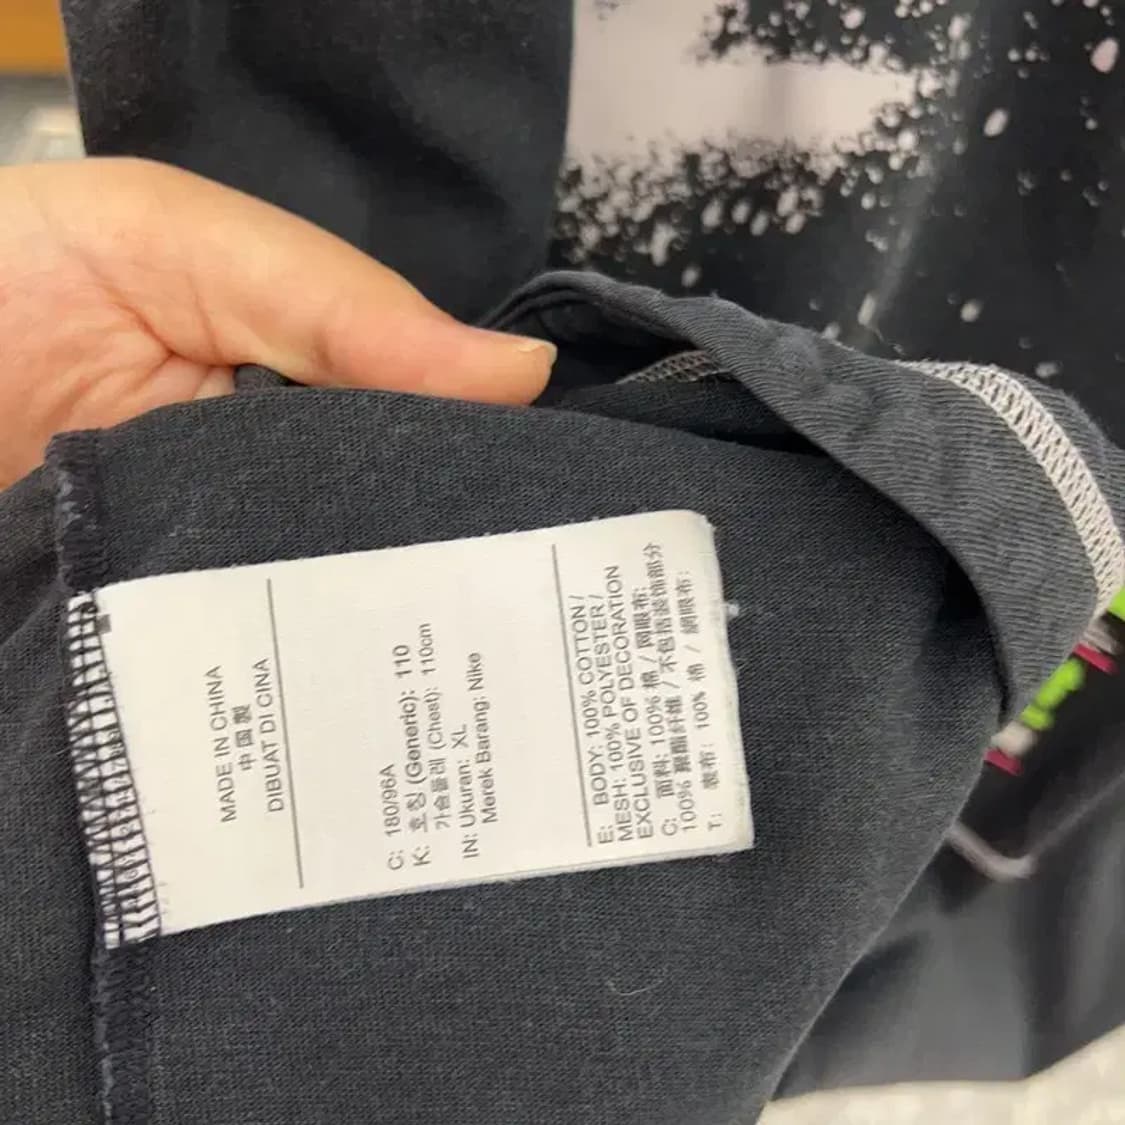 MADE IN CHINA
中国製
DIBUAT DI CINA
C: 180/96A
K: 호칭 (Generic): 110
가슴둘레 (Chest): 110cm
IN: Ukuran: XL
Merek Barang: Nike
E: BODY: 100% COTTON /
MESH: 100% POLYESTER /
EXCLUSIVE OF DECORATION
C: 面料: 100% 棉 / 网眼布:
100% 聚酯纤维 / 不包括装饰部分
T: 表布: 100% 棉 / 網眼布: